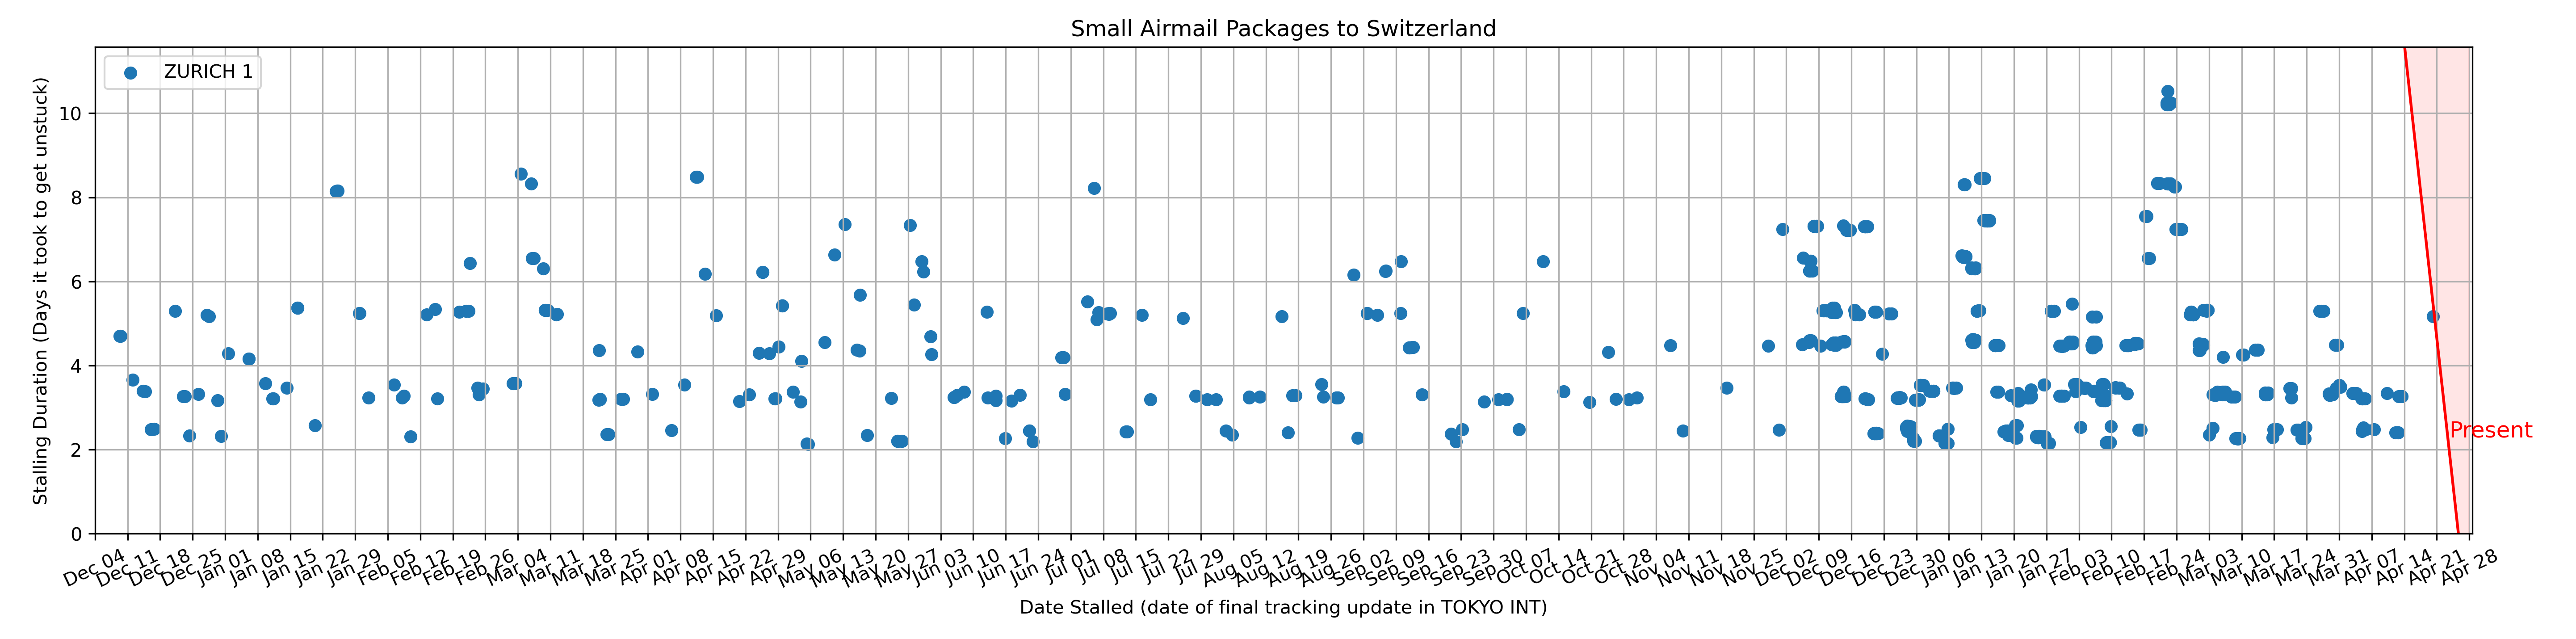 Small Airmail Packages to Switzerland
ZURICH 1
Stalling Duration (Days it took to get unstuck)
10
8
6
4
2
0
Present
Dec 04
Dec 11
Dec 18
Dec 25
Jan 01
Jan 08
Jan 15
Jan 22
Jan 29
Feb 05
Feb 12
Feb 19
Feb 26
Mar 04
Mar 11
Mar 18
Mar 25
Apr 01
Apr 08
Apr 15
Apr 22
Apr 29
May 06
May 13
May 20
May 27
Jun 03
Jun 10
Jun 17
Jun 24
Jul 01
Jul 08
Jul 15
Jul 22
Jul 29
Aug 05
Aug 12
Aug 19
Aug 26
Sep 02
Sep 09
Sep 16
Sep 23
Sep 30
Oct 07
Oct 14
Oct 21
Oct 28
Nov 04
Nov 11
Nov 18
Nov 25
Dec 02
Dec 09
Dec 16
Dec 23
Dec 30
Jan 06
Jan 13
Jan 20
Jan 27
Feb 03
Feb 10
Feb 17
Feb 24
Mar 03
Mar 10
Mar 17
Mar 24
Mar 31
Apr 07
Apr 14
Apr 21
Apr 28
Date Stalled (date of final tracking update in TOKYO INT)